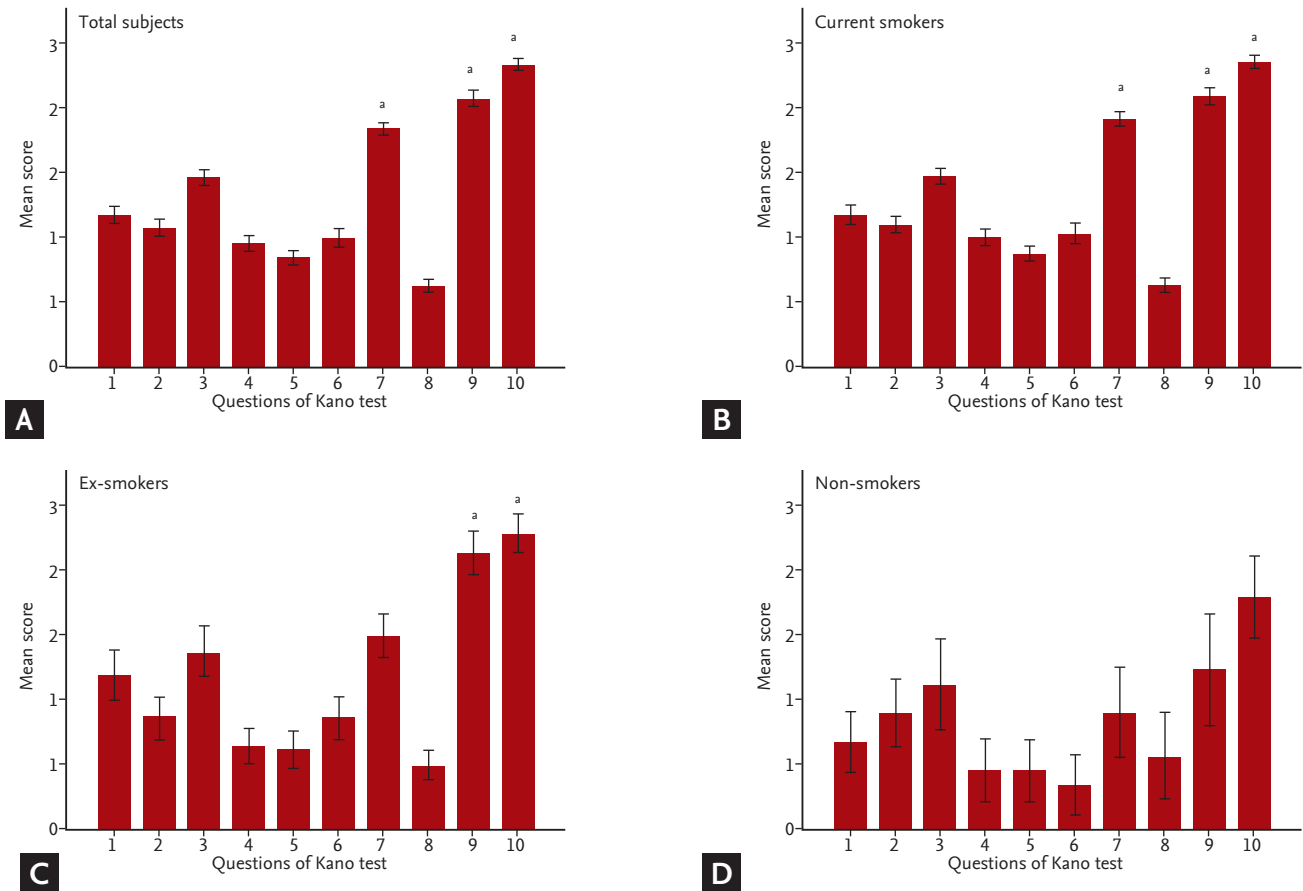 Total subjects
Mean score
3
2
2
1
1
0
a
a
a
1 2 3 4 5 6 7 8 9 10
Questions of Kano test
A
Current smokers
Mean score
3
2
2
1
1
0
a
a
a
1 2 3 4 5 6 7 8 9 10
Questions of Kano test
B
Ex-smokers
Mean score
3
2
2
1
1
0
a
a
1 2 3 4 5 6 7 8 9 10
Questions of Kano test
C
Non-smokers
Mean score
3
2
2
1
1
0
1 2 3 4 5 6 7 8 9 10
Questions of Kano test
D